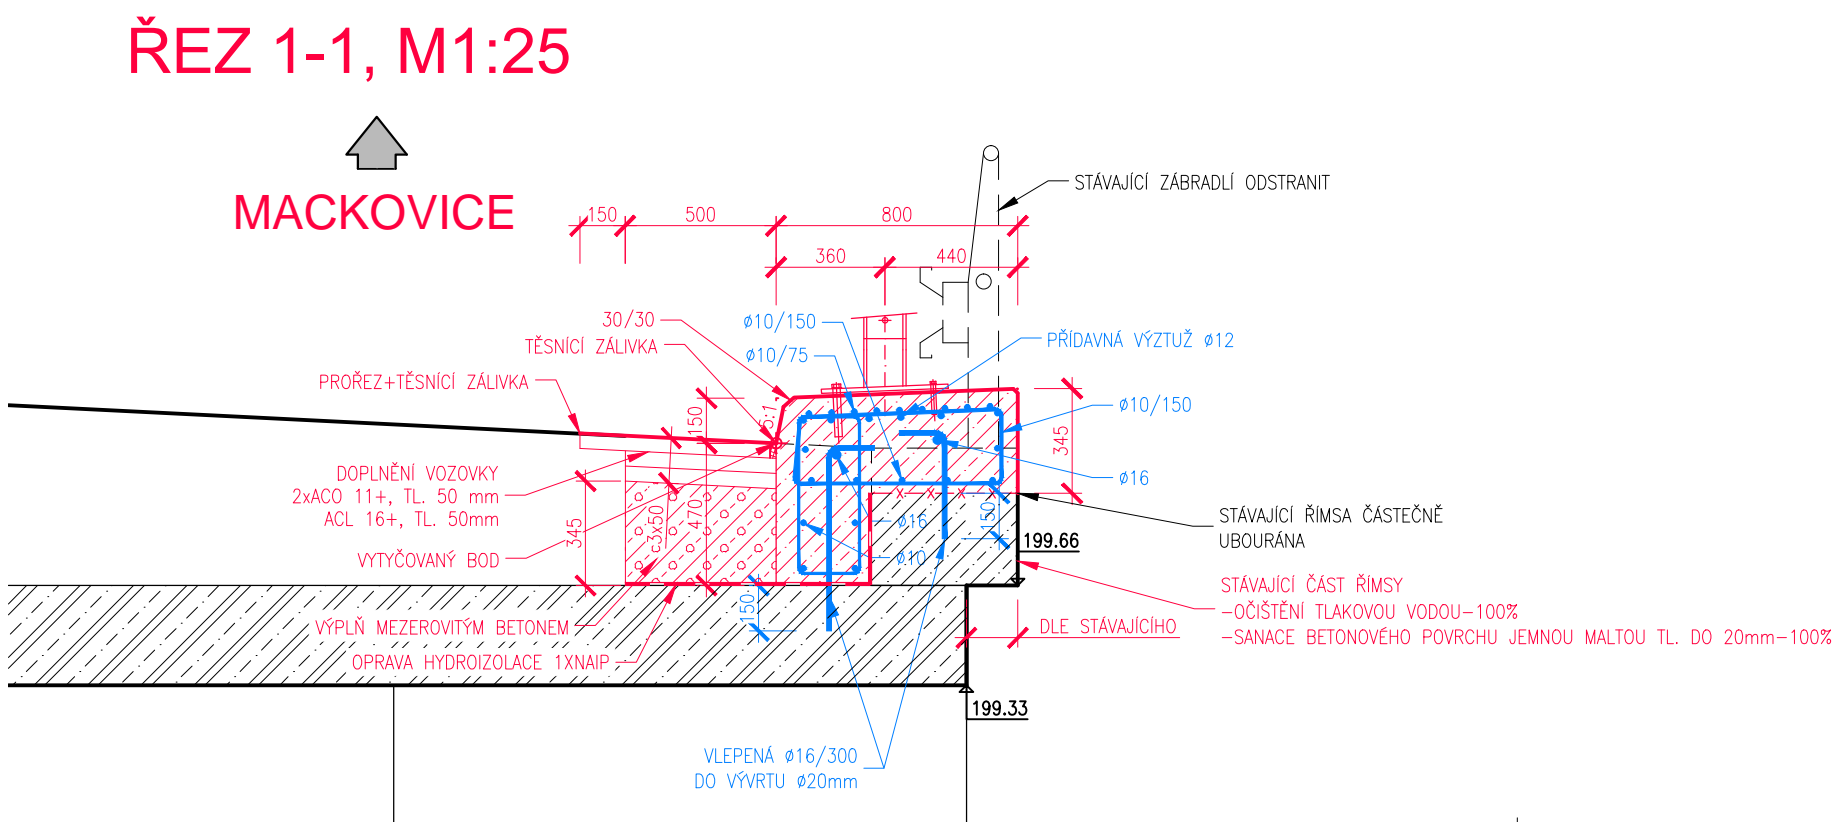 ŘEZ 1-1, M1:25
MACKOVICE
STÁVAJÍCÍ ZÁBRADLÍ ODSTRANIT
150
500
800
360
440
30/30
TĚSNÍCÍ ZÁLIVKA
PROŘEZ+TĚSNÍCÍ ZÁLIVKA
ø10/150
ø10/75
PŘÍDAVNÁ VÝZTUŽ ø12
ø10/150
ø16
150
5:1
345
DOPLNĚNÍ VOZOVKY
2xACO 11+, TL. 50 mm
ACL 16+, TL. 50mm
VYTYČOVANÝ BOD
345
3x50
470
ø16
ø10
150
150
STÁVAJÍCÍ ŘÍMSA ČÁSTEČNĚ
UBOURÁNA
199.66
STÁVAJÍCÍ ČÁST ŘÍMSY
-OČIŠTĚNÍ TLAKOVOU VODOU-100%
-SANACE BETONOVÉHO POVRCHU JEMNOU MALTOU TL. DO 20mm-100%
DLE STÁVAJÍCÍHO
VÝPLŇ MEZEROVITÝM BETONEM
OPRAVA HYDROIZOLACE 1XNAIP
199.33
VLEPENÁ ø16/300
DO VÝVRTU ø20mm